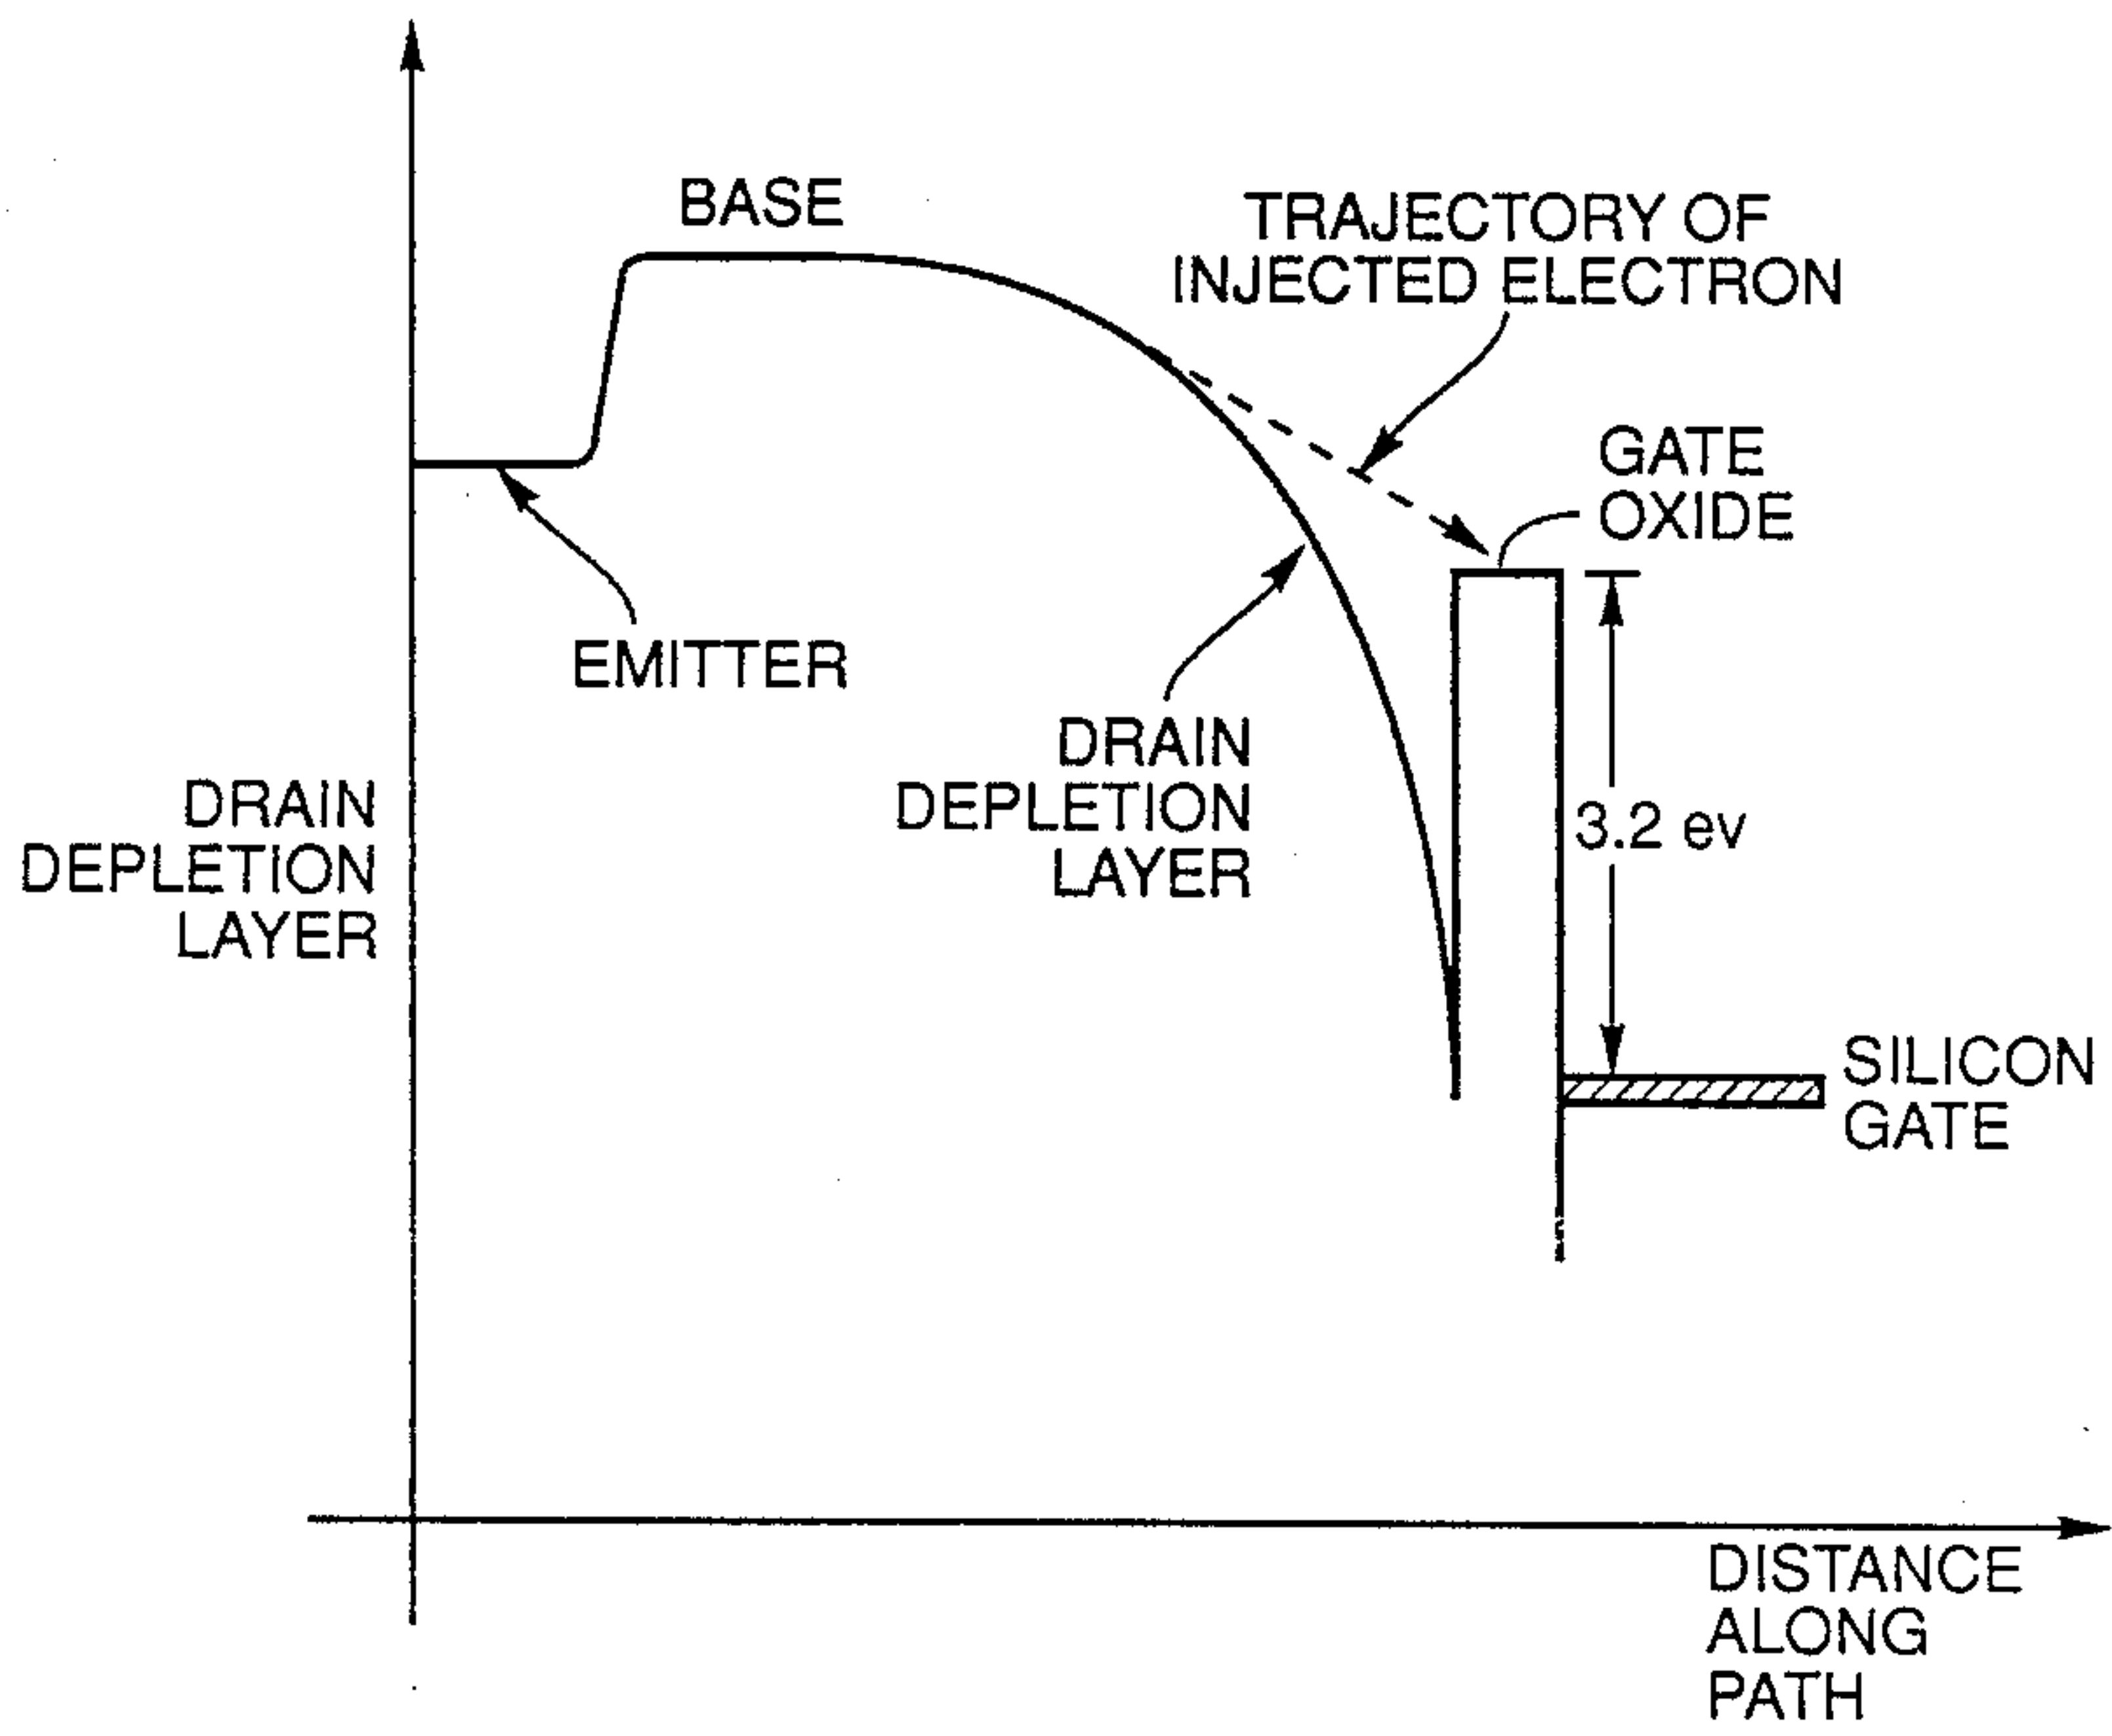 BASE
TRAJECTORY OF
INJECTED ELECTRON
GATE
OXIDE
EMITTER
DRAIN
DEPLETION
LAYER
DRAIN
DEPLETION
LAYER
3.2 ev
SILICON
GATE
DISTANCE
ALONG
PATH